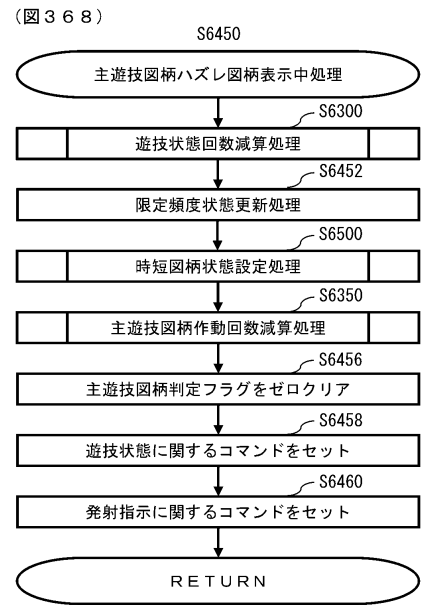 (図368)
S6450
主遊技図柄ハズレ図柄表示中処理
S6300
遊技状態回数減算処理
S6452
限定頻度状態更新処理
S6500
時短図柄状態設定処理
S6350
主遊技図柄作動回数減算処理
S6456
主遊技図柄判定フラグをゼロクリア
S6458
遊技状態に関するコマンドをセット
S6460
発射指示に関するコマンドをセット
RETURN